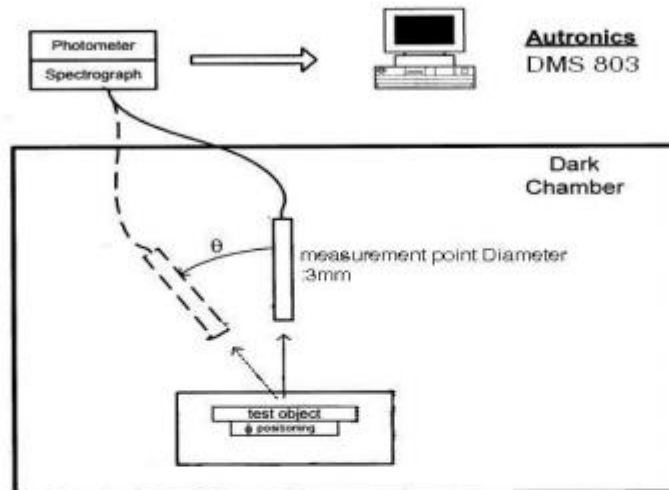 Photometer
Spectrograph
Autronics
DMS 803
Dark
Chamber
θ
measurement point Diameter
:3mm
test object
ϕ positioning